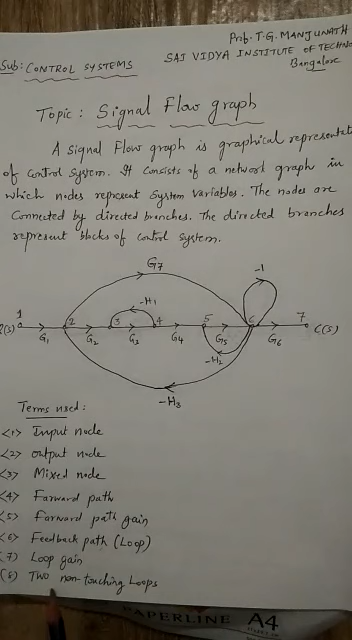 Prof. T.G. MANJUNATH
Sub: CONTROL SYSTEMS SAI VIDYA INSTITUTE OF TECHNO
Bangalore
Topic: Signal Flow graph
A signal Flow graph is graphical representat
of control System. It consists of a network graph in
which nodes represent System variables. The nodes are
Connected by directed branches. The directed branches
represent blocks of control system.
G7 -1
-H1
1 2 3 4 5 6 7
R(s) G1 G2 G3 G4 G5 G6 C(s)
-H2
-H3
Terms used:
<1> Input node
<2> output node
<3> Mixed node
<4> Forward path
<5> Forward path gain
<6> Feedback path (Loop)
(7) Loop gain
(8) Two non-touching Loops
PAPERLINE A4